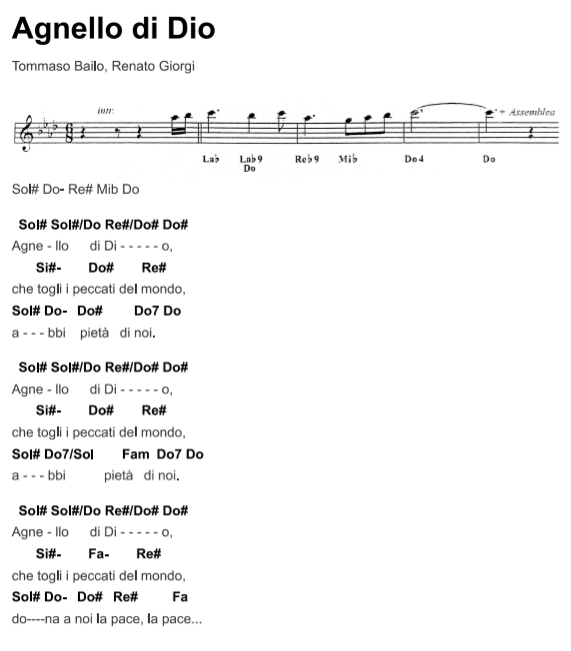 Agnello di Dio
Tommaso Bailo, Renato Giorgi
intr.
+ Assemblea
Lab Lab9 Reb9 Mib Do4 Do
Do
Sol# Do- Re# Mib Do
Sol# Sol#/Do Re#/Do# Do#
Agne - llo di Di - - - - - o,
Si#- Do# Re#
che togli i peccati del mondo,
Sol# Do- Do# Do7 Do
a - - - bbi pietà di noi.
Sol# Sol#/Do Re#/Do# Do#
Agne - llo di Di - - - - - o,
Si#- Do# Re#
che togli i peccati del mondo,
Sol# Do7/Sol Fam Do7 Do
a - - - bbi pietà di noi.
Sol# Sol#/Do Re#/Do# Do#
Agne - llo di Di - - - - - o,
Si#- Fa- Re#
che togli i peccati del mondo,
Sol# Do- Do# Re# Fa
do----na a noi la pace, la pace...